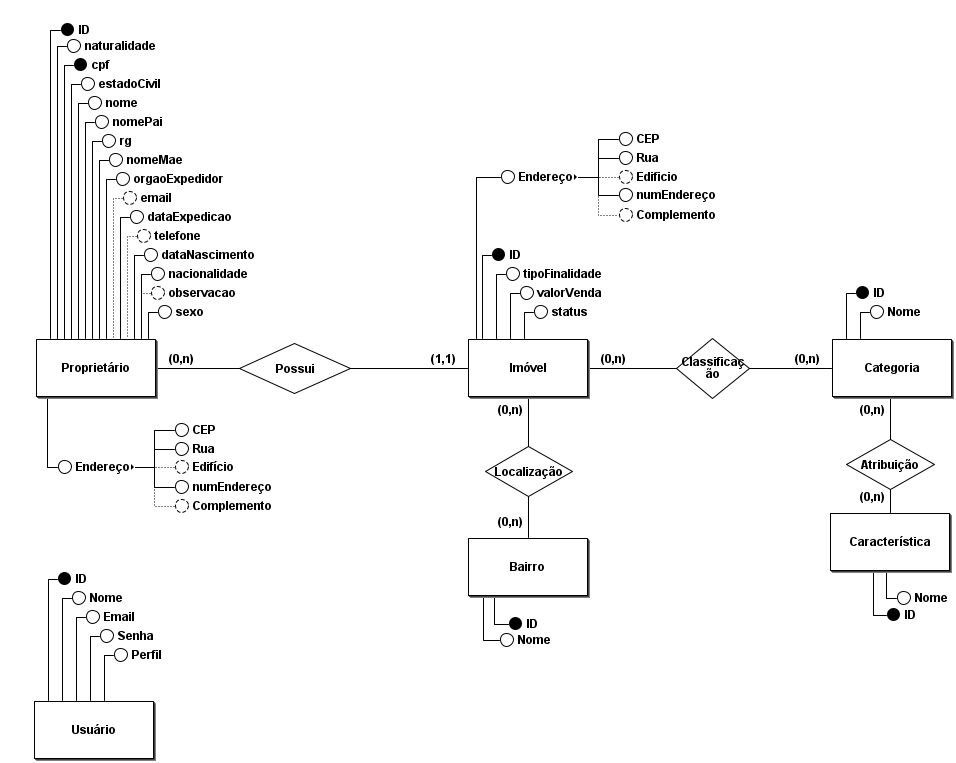 ID
naturalidade
cpf
estadoCivil
nome
nomePai
rg
nomeMae
orgaoExpedidor
email
dataExpedicao
telefone
dataNascimento
nacionalidade
observacao
sexo
Proprietário
(0,n)
Possui
(1,1)
Endereço
CEP
Rua
Edifício
numEndereço
Complemento
Endereço
CEP
Rua
Edificio
numEndereço
Complemento
ID
tipoFinalidade
valorVenda
status
Imóvel
(0,n)
Classificaç
ão
(0,n)
ID
Nome
Categoria
(0,n)
Localização
(0,n)
Bairro
ID
Nome
(0,n)
Atribuição
(0,n)
Característica
Nome
ID
ID
Nome
Email
Senha
Perfil
Usuário